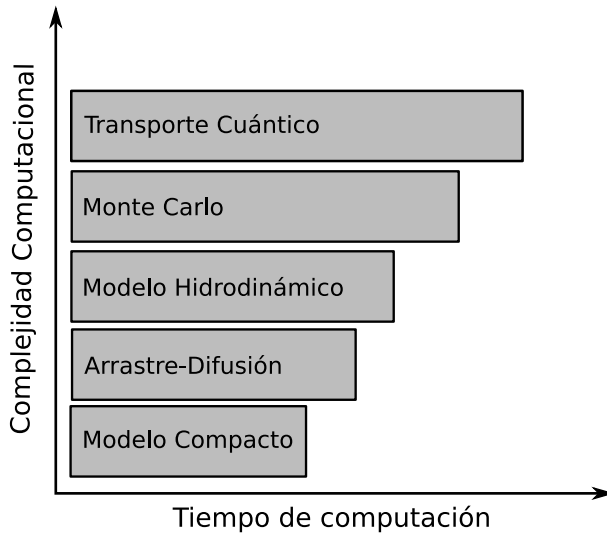 Complejidad Computacional
Transporte Cuántico
Monte Carlo
Modelo Hidrodinámico
Arrastre-Difusión
Modelo Compacto
Tiempo de computación